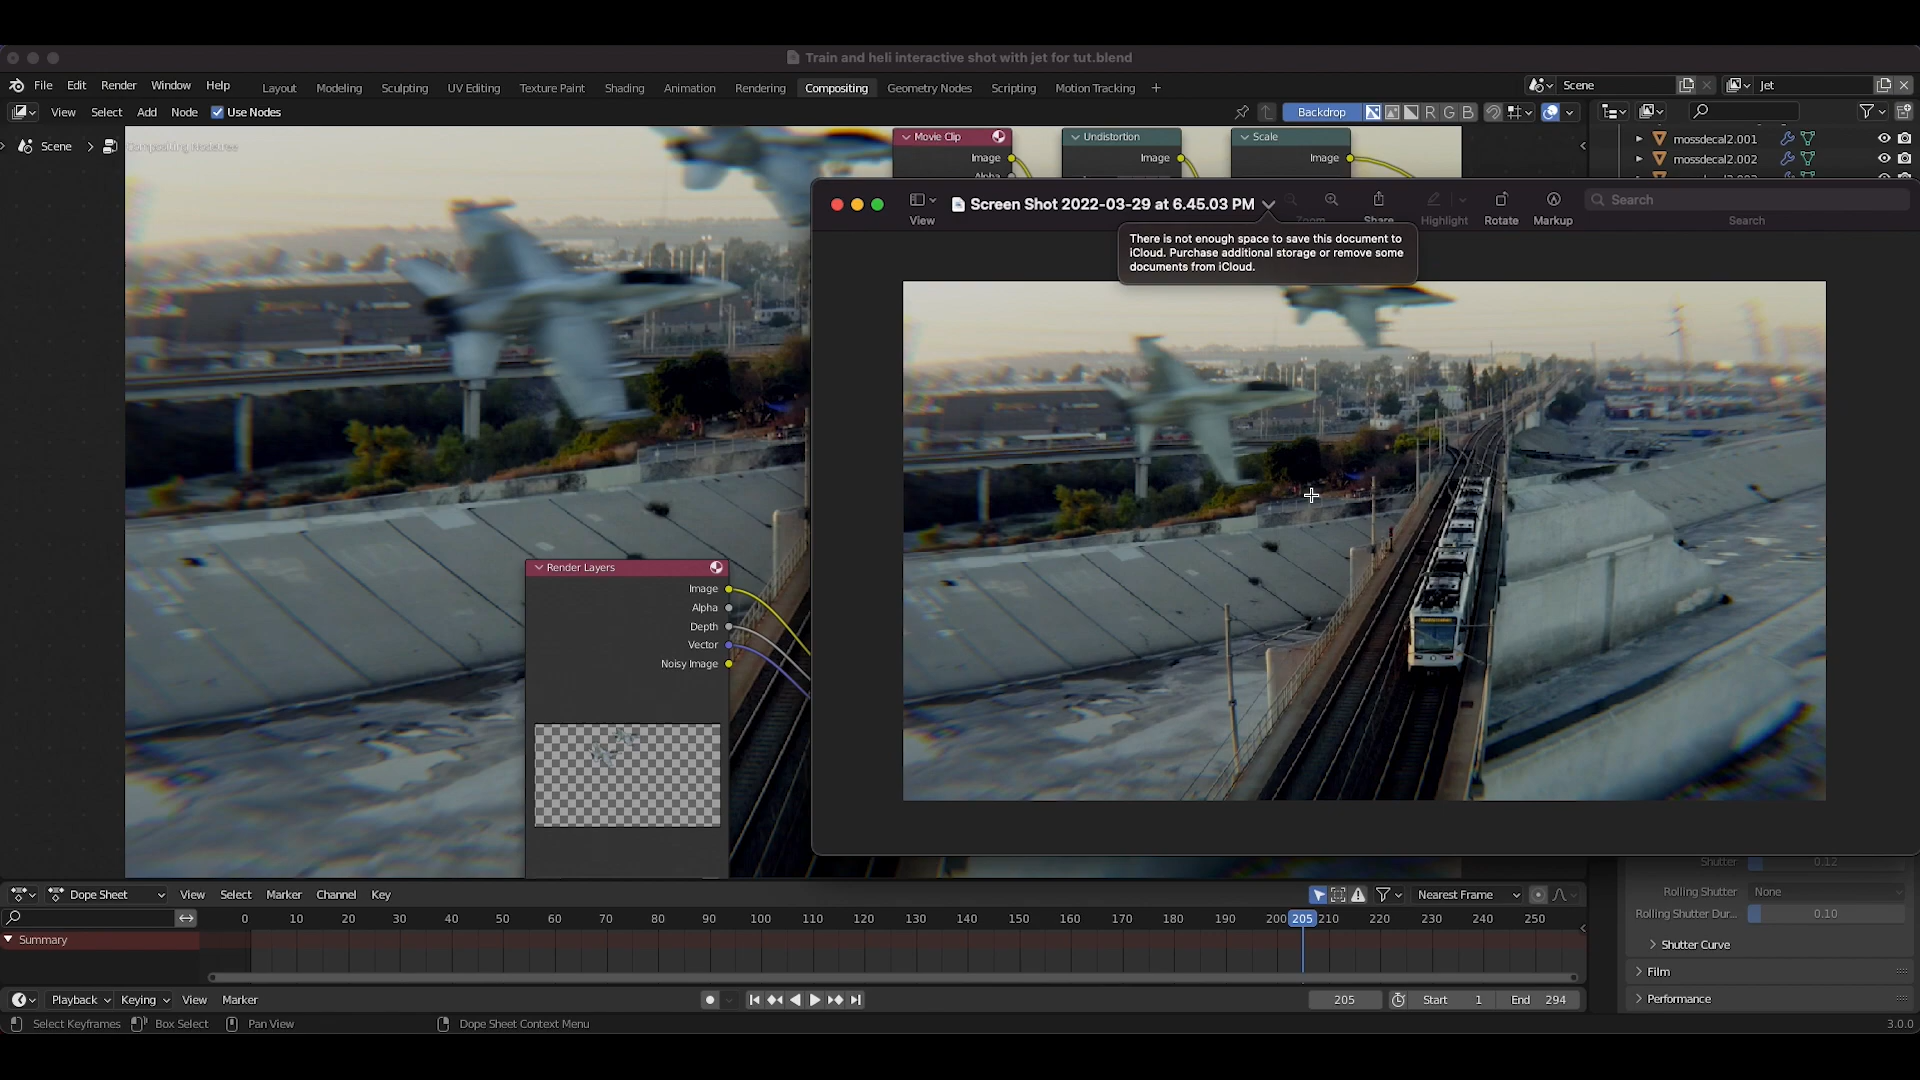 Train and heli interactive shot with jet for tut.blend
File Edit Render Window Help
Layout Modeling Sculpting UV Editing Texture Paint Shading Animation Rendering Compositing Geometry Nodes Scripting Motion Tracking +
Scene
Jet
View Select Add Node Use Nodes
Backdrop
R G B
Scene
Compositing Nodetree
Movie Clip
Image
Alpha
Undistortion
Image
Scale
Image
mossdecal2.001
mossdecal2.002
Screen Shot 2022-03-29 at 6.45.03 PM
View
Zoom
Share
Highlight
Rotate
Markup
Search
Search
There is not enough space to save this document to
iCloud. Purchase additional storage or remove some
documents from iCloud.
Render Layers
Image
Alpha
Depth
Vector
Noisy Image
Shutter 0.12
Rolling Shutter None
Rolling Shutter Dur... 0.10
Shutter Curve
Film
Performance
Dope Sheet View Select Marker Channel Key
Nearest Frame
0 10 20 30 40 50 60 70 80 90 100 110 120 130 140 150 160 170 180 190 200 205 210 220 230 240 250
Summary
Playback Keying View Marker
205 Start 1 End 294
Select Keyframes Box Select Pan View Dope Sheet Context Menu
3.0.0